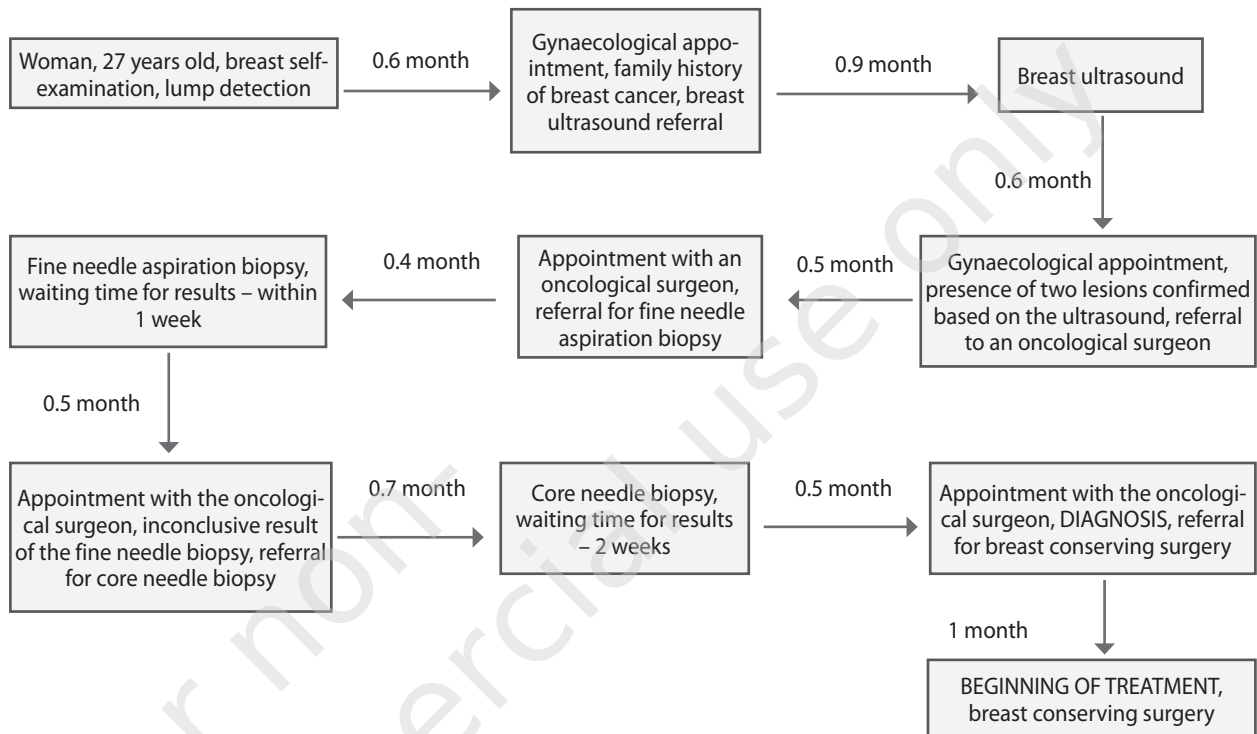 Woman, 27 years old, breast self-
examination, lump detection
0.6 month
Gynaecological appo-
intment, family history
of breast cancer, breast
ultrasound referral
0.9 month
Breast ultrasound
0.6 month
Gynaecological appointment,
presence of two lesions confirmed
based on the ultrasound, referral
to an oncological surgeon
0.5 month
Appointment with an
oncological surgeon,
referral for fine needle
aspiration biopsy
0.4 month
Fine needle aspiration biopsy,
waiting time for results – within
1 week
0.5 month
Appointment with the oncologi-
cal surgeon, inconclusive result
of the fine needle biopsy, referral
for core needle biopsy
0.7 month
Core needle biopsy,
waiting time for results
– 2 weeks
0.5 month
Appointment with the oncologi-
cal surgeon, DIAGNOSIS, referral
for breast conserving surgery
1 month
BEGINNING OF TREATMENT,
breast conserving surgery
r non-
ercial use only